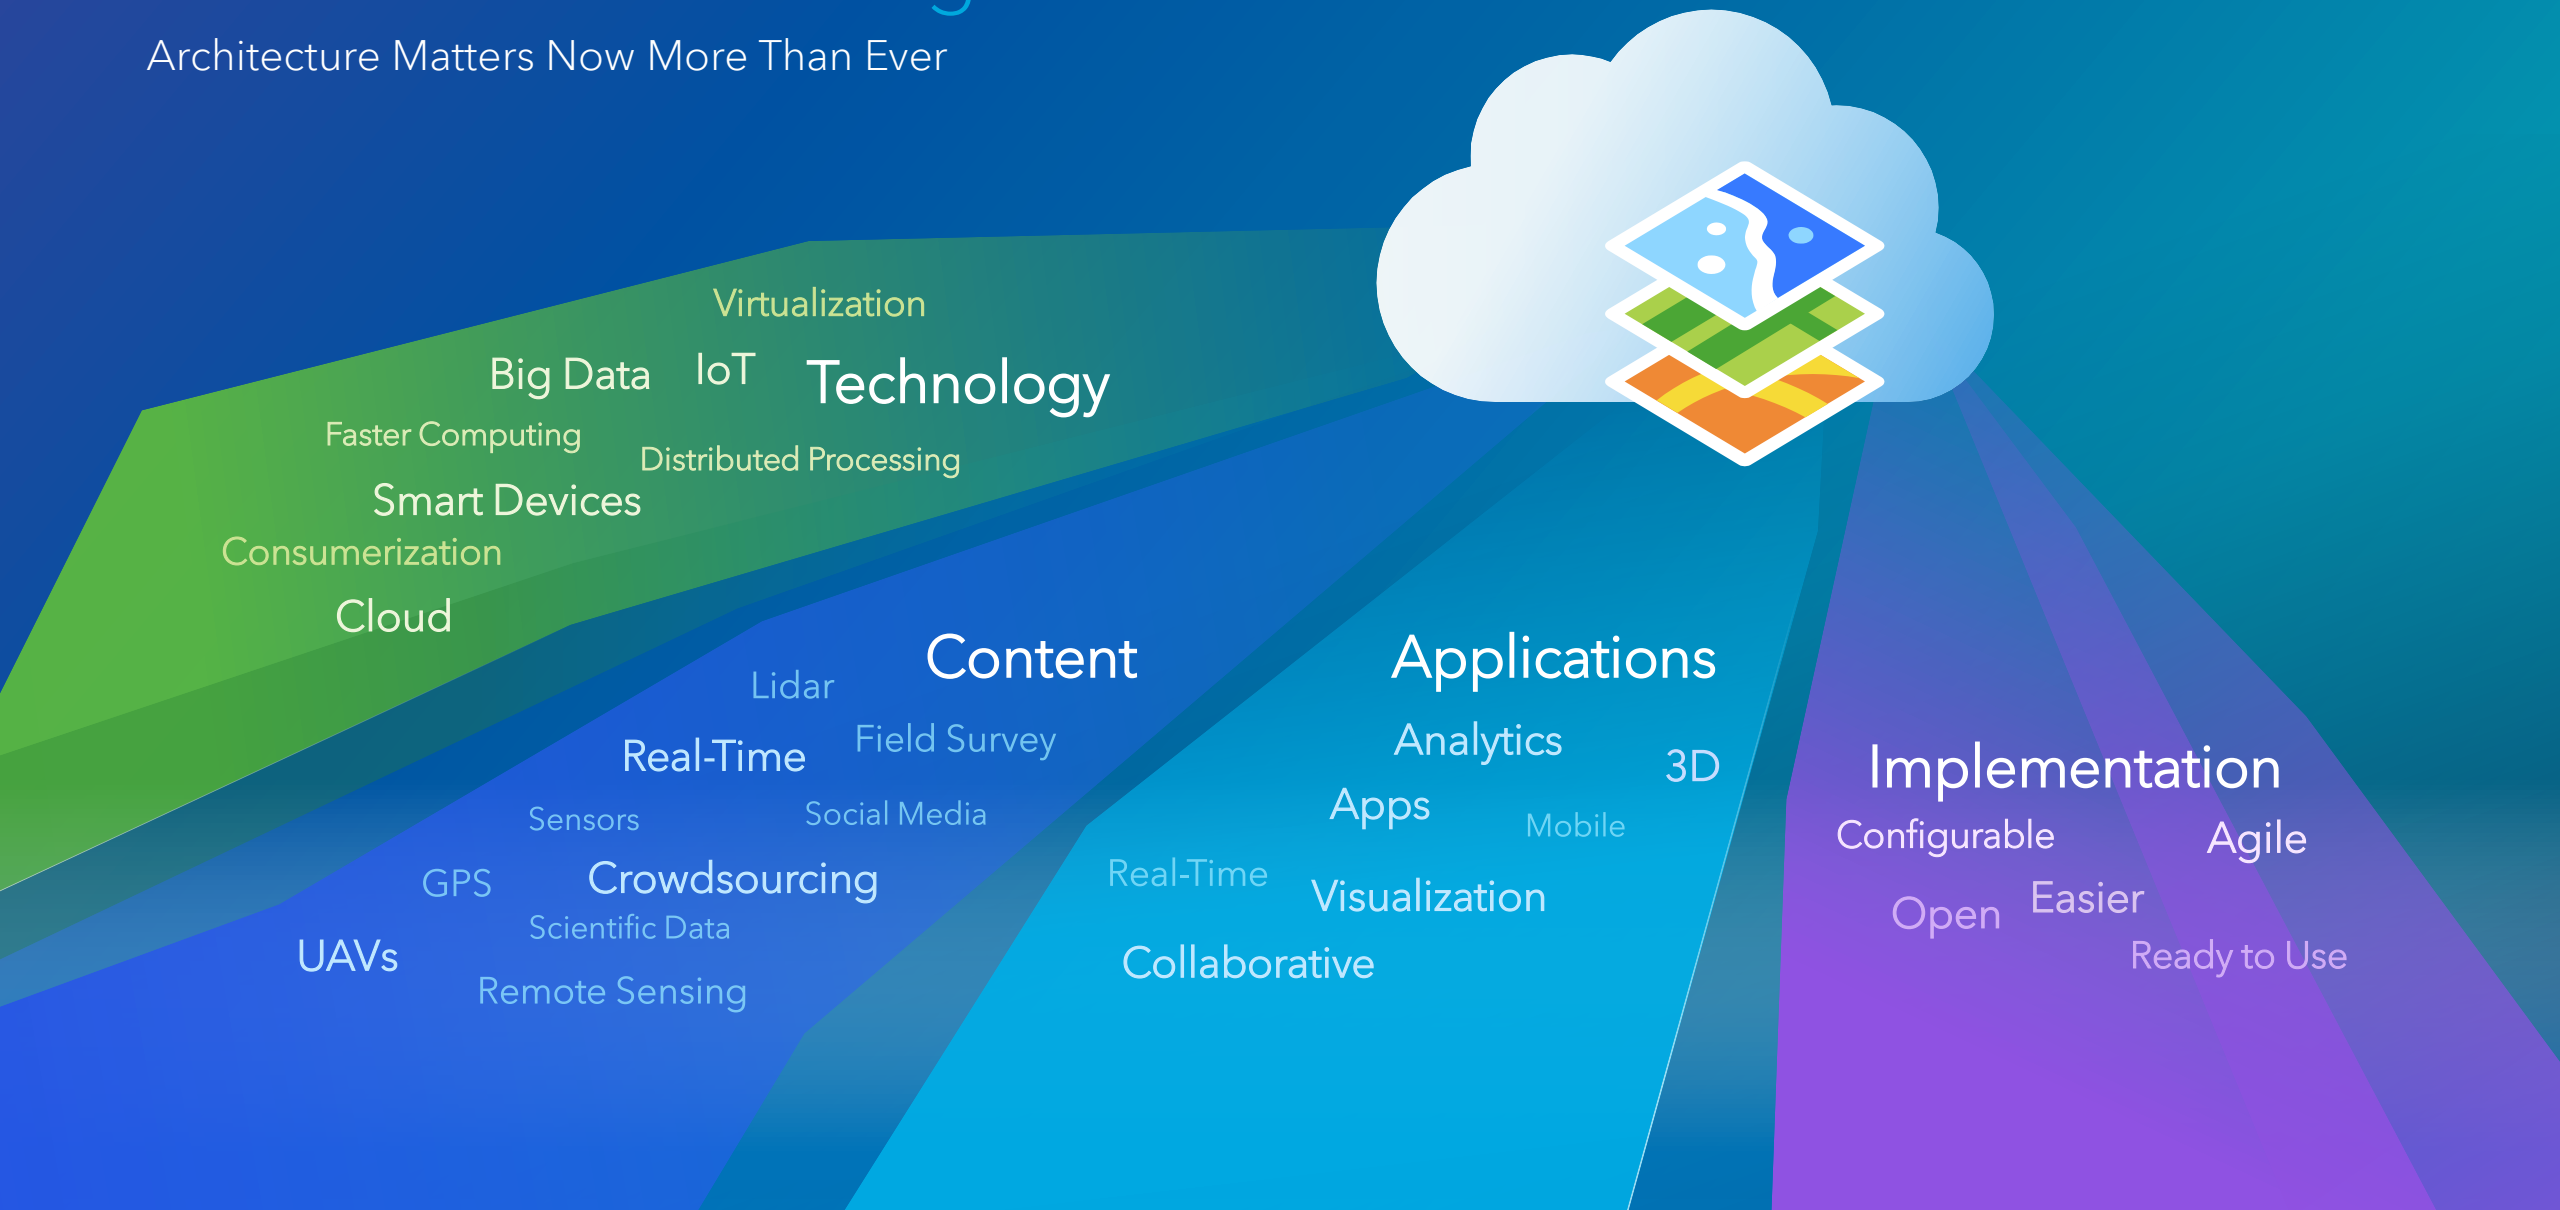 Architecture Matters Now More Than Ever
Virtualization
Big Data
IoT
Technology
Faster Computing
Distributed Processing
Smart Devices
Consumerization
Cloud
Content
Lidar
Field Survey
Real-Time
Sensors
Social Media
GPS
Crowdsourcing
Scientific Data
UAVs
Remote Sensing
Applications
Analytics
3D
Apps
Mobile
Real-Time
Visualization
Collaborative
Implementation
Configurable
Agile
Easier
Open
Ready to Use